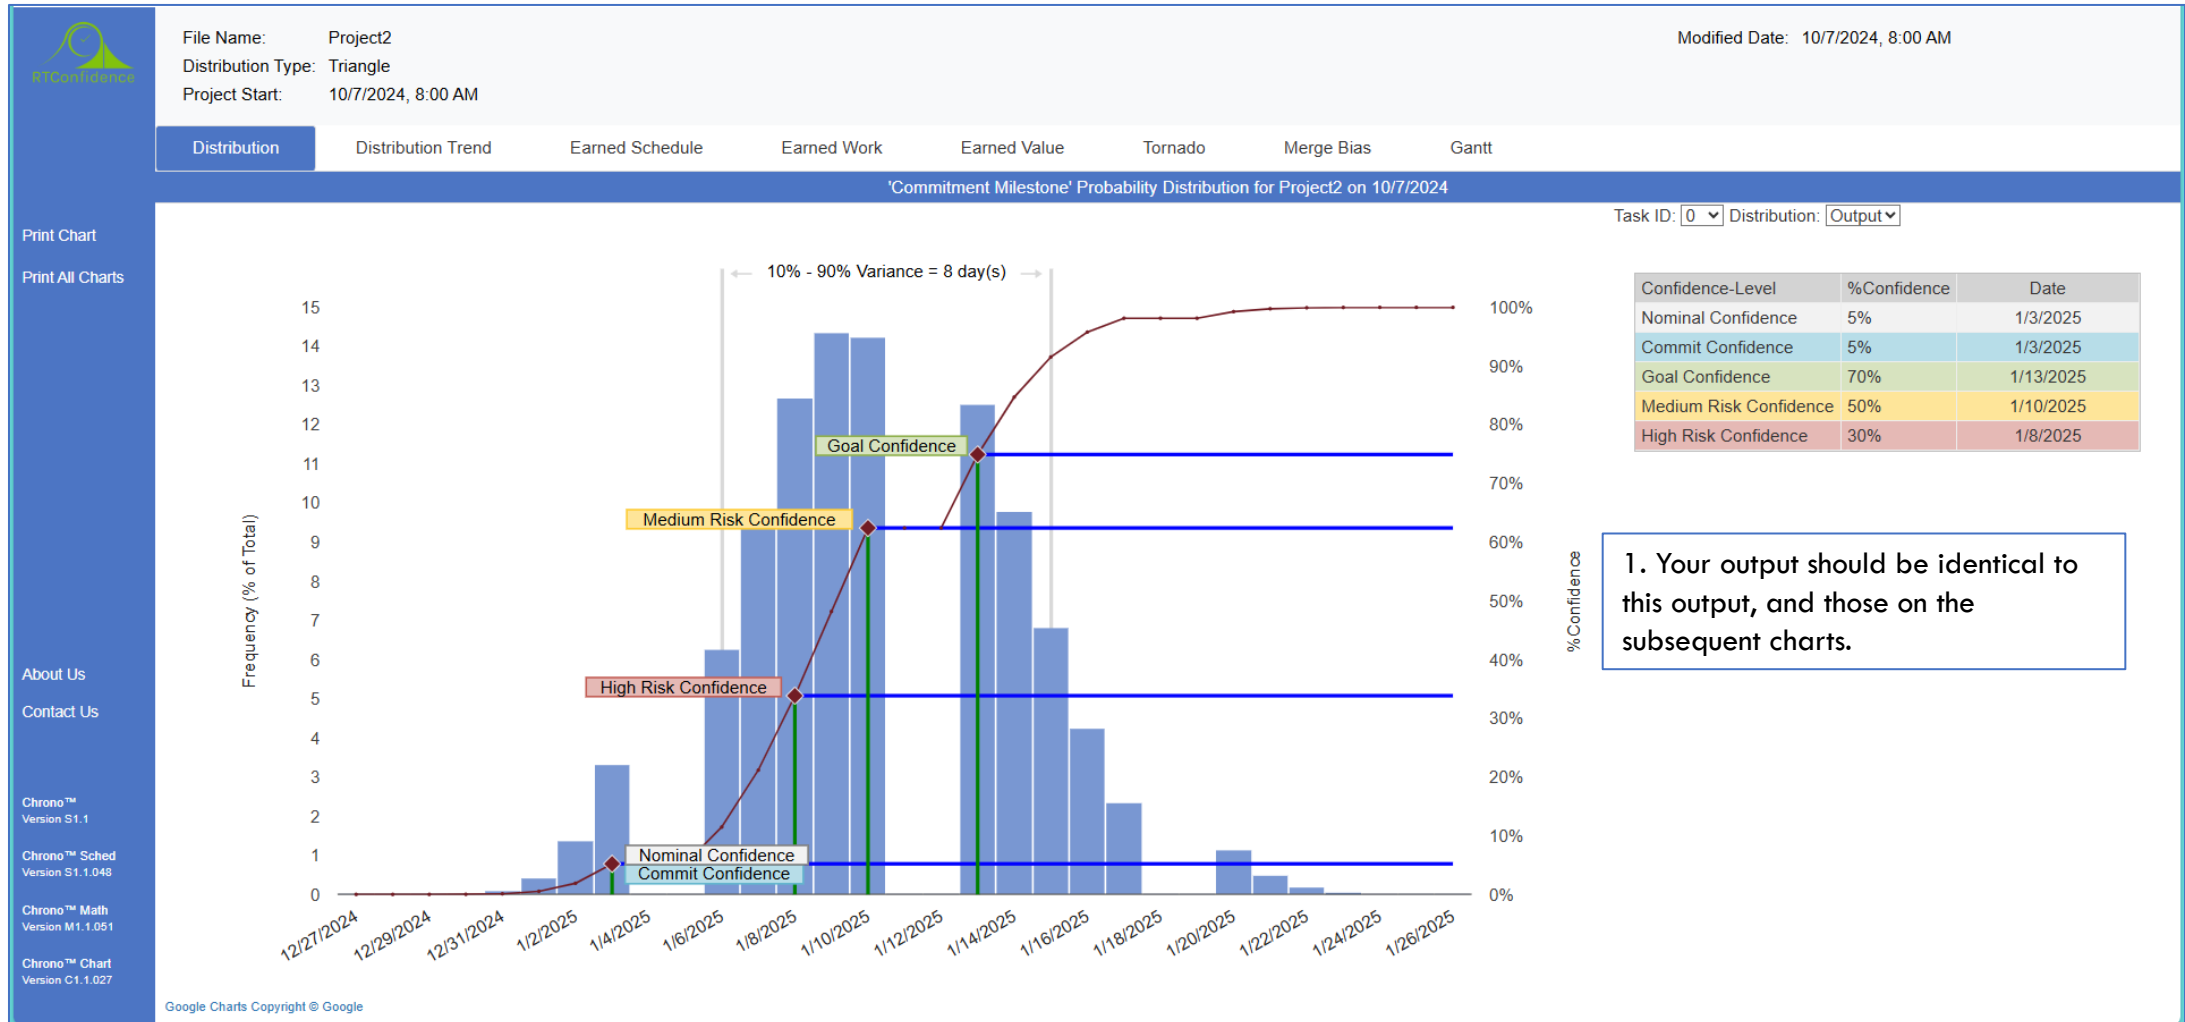 RTConfidence
File Name: Project2
Distribution Type: Triangle
Project Start: 10/7/2024, 8:00 AM
Modified Date: 10/7/2024, 8:00 AM
Distribution Distribution Trend Earned Schedule Earned Work Earned Value Tornado Merge Bias Gantt
'Commitment Milestone' Probability Distribution for Project2 on 10/7/2024
Task ID: 0 Distribution: Output
Print Chart
Print All Charts
About Us
Contact Us
Chrono™
Version S1.1
Chrono™ Sched
Version S1.1.048
Chrono™ Math
Version M1.1.051
Chrono™ Chart
Version C1.1.027
10% - 90% Variance = 8 day(s)
Frequency (% of Total)
15
14
13
12
11
10
9
8
7
6
5
4
3
2
1
0
Goal Confidence
Medium Risk Confidence
High Risk Confidence
Nominal Confidence
Commit Confidence
100%
90%
80%
70%
60%
50%
40%
30%
20%
10%
0%
%Confidence
12/27/2024 12/29/2024 12/31/2024 1/2/2025 1/4/2025 1/6/2025 1/8/2025 1/10/2025 1/12/2025 1/14/2025 1/16/2025 1/18/2025 1/20/2025 1/22/2025 1/24/2025 1/26/2025
Confidence-Level %Confidence Date
Nominal Confidence 5% 1/3/2025
Commit Confidence 5% 1/3/2025
Goal Confidence 70% 1/13/2025
Medium Risk Confidence 50% 1/10/2025
High Risk Confidence 30% 1/8/2025
1. Your output should be identical to
this output, and those on the
subsequent charts.
Google Charts Copyright © Google